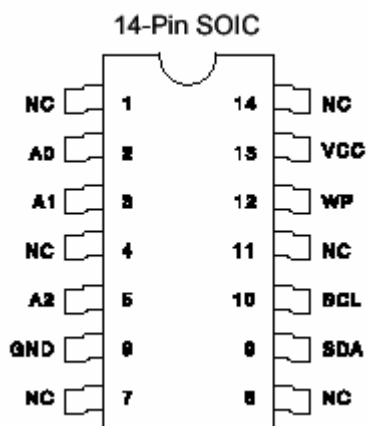 14-Pin SOIC
NC 1 14 NC
A0 2 13 VCC
A1 3 12 WP
NC 4 11 NC
A2 5 10 SCL
GND 6 9 SDA
NC 7 8 NC